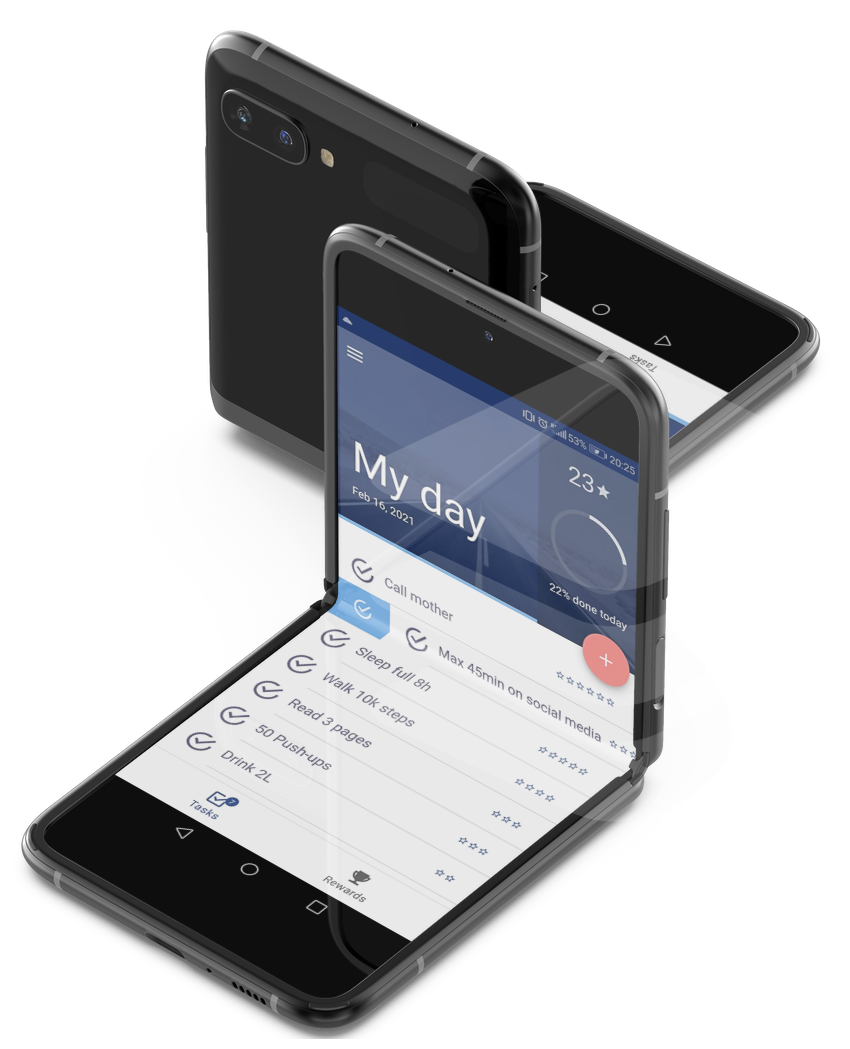 53% 20:25
My day
Feb 16, 2021
23
22% done today
+
Call mother
Max 45min on social media
Sleep full 8h
Walk 10k steps
Read 3 pages
50 Push-ups
Drink 2L
Tasks
7
Rewards
Tasks